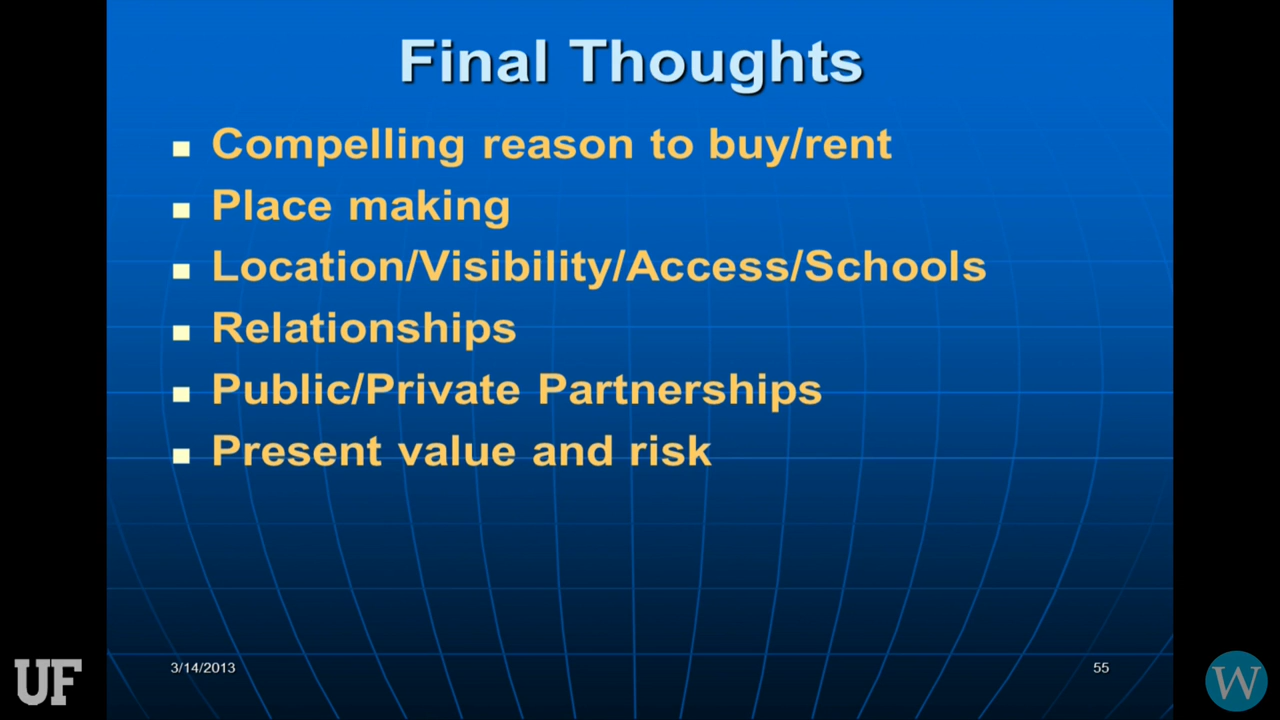 Final Thoughts
Compelling reason to buy/rent
Place making
Location/Visibility/Access/Schools
Relationships
Public/Private Partnerships
Present value and risk
3/14/2013
55
UF
W